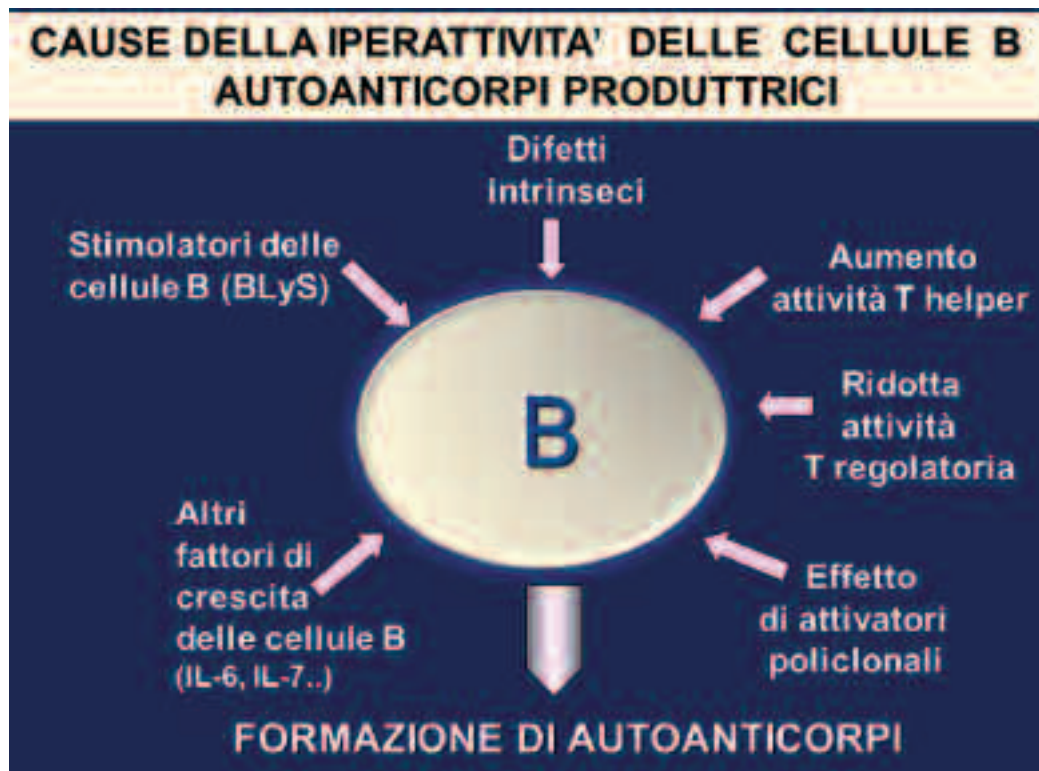 CAUSE DELLA IPERATTIVITA' DELLE CELLULE B
AUTOANTICORPI PRODUTTRICI
Difetti
intrinseci
Stimolatori delle
cellule B (BLyS)
Aumento
attività T helper
B
Ridotta
attività
T regolatoria
Altri
fattori di
crescita
delle cellule B
(IL-6, IL-7..)
Effetto
di attivatori
policlonali
FORMAZIONE DI AUTOANTICORPI